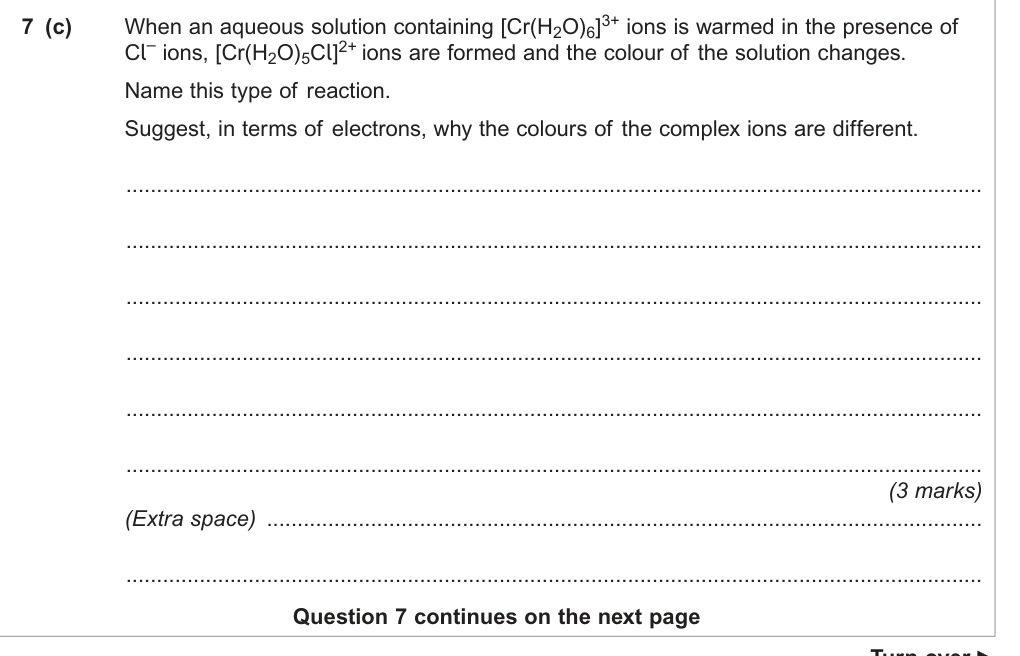 7 (c) When an aqueous solution containing [Cr(H₂O)₆]³⁺ ions is warmed in the presence of
Cl⁻ ions, [Cr(H₂O)₅Cl]²⁺ ions are formed and the colour of the solution changes.
Name this type of reaction.
Suggest, in terms of electrons, why the colours of the complex ions are different.
(3 marks)
(Extra space)
Question 7 continues on the next page
Turn over ►